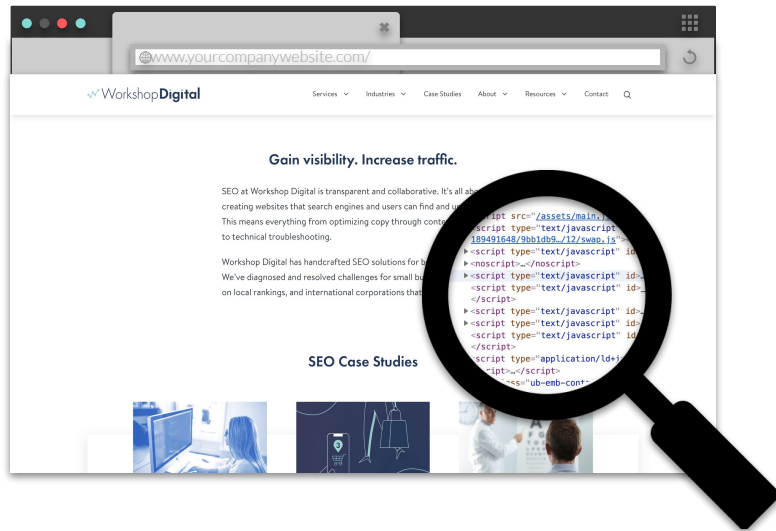 www.yourcompanywebsite.com/
Workshop Digital
Services Industries Case Studies About Resources Contact
Gain visibility. Increase traffic.
SEO at Workshop Digital is transparent and collaborative. It's all
creating websites that search engines and users can find and
This means everything from optimizing copy through
to technical troubleshooting.
Workshop Digital has handcrafted SEO solutions for
We've diagnosed and resolved challenges for small
on local rankings, and international corporations
SEO Case Studies
src="/assets/main.
script type="text/javascript
189491648/9bb1db9…/12/swap.js">
<script type="text/javascript" id
<noscript>…</noscript>
<script type="text/javascript" id>…
<script type="text/javascript" id>
</script>
<script type="text/javascript" id>
<script type="text/javascript" id>
<script type="text/javascript" id
</script>
script type="application/ld+
ript>…</script>
="ub-emb-
3